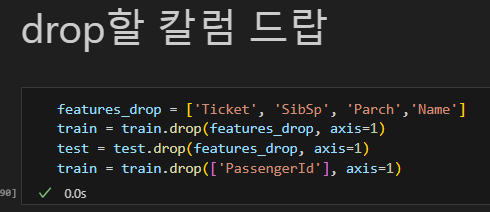 drop할 칼럼 드랍
features_drop = ['Ticket', 'SibSp', 'Parch','Name']
train = train.drop(features_drop, axis=1)
test = test.drop(features_drop, axis=1)
train = train.drop(['PassengerId'], axis=1)
90] ✓ 0.0s